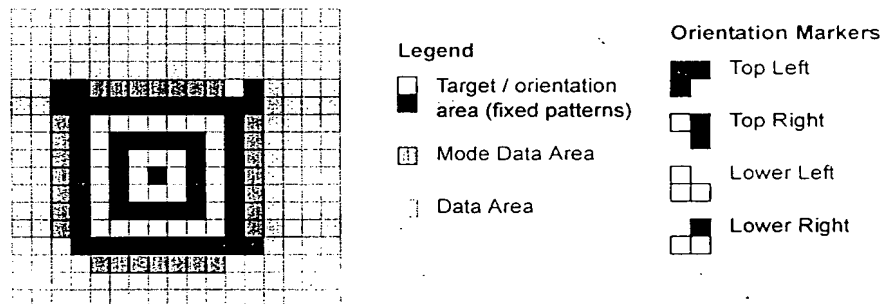 Legend
Target / orientation
area (fixed patterns)
Mode Data Area
Data Area
Orientation Markers
Top Left
Top Right
Lower Left
Lower Right